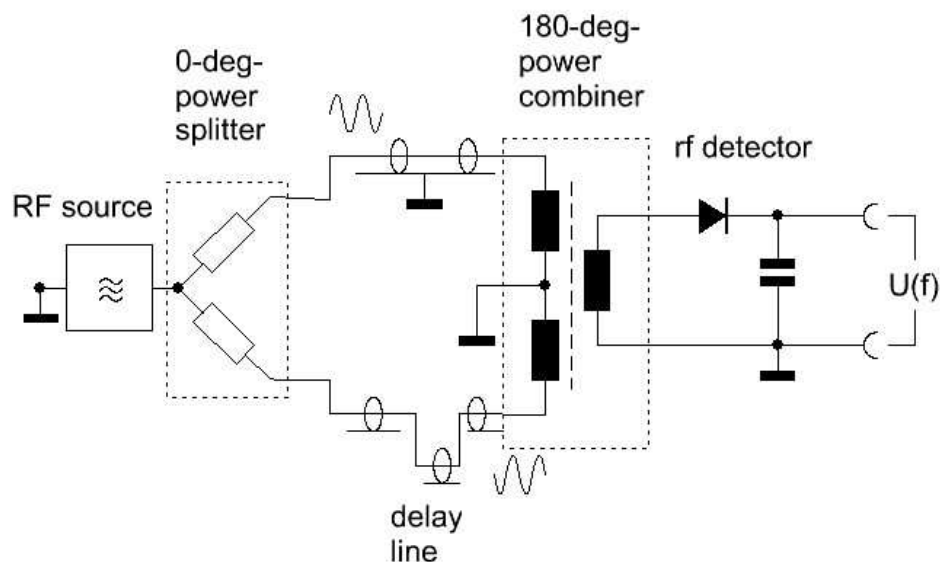 180-deg-
power
combiner
0-deg-
power
splitter
rf detector
RF source
U(f)
delay
line